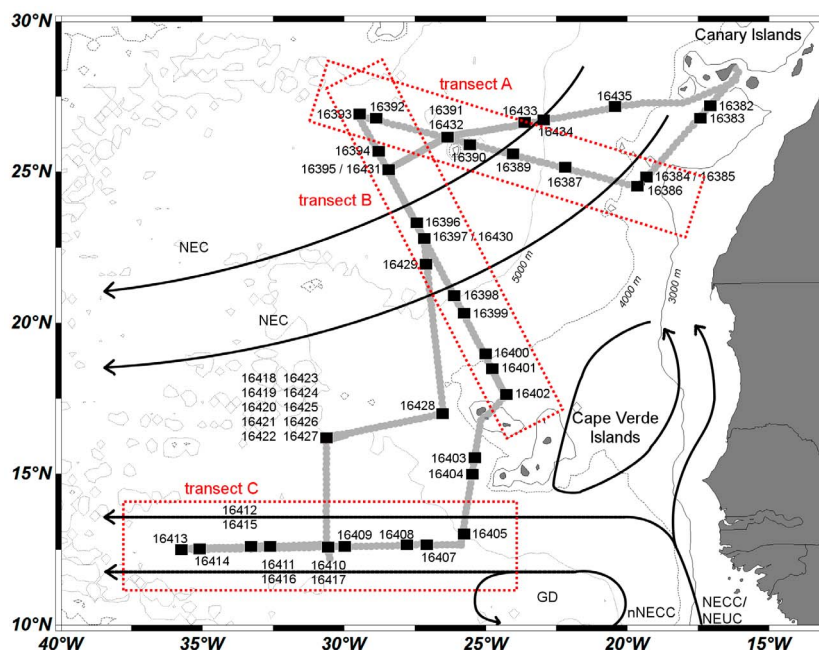 30°N
25°N
20°N
15°N
10°N
40°W
35°W
30°W
25°W
20°W
15°W
Canary Islands
transect A
16435
16433
16434
16382
16383
16391
16432
16392
16393
16390
16389
16387
16384 / 16385
16386
16394
16395 / 16431
transect B
16396
16397 / 16430
16429
NEC
NEC
5000 m
4000 m
3000 m
16398
16399
16400
16401
16402
16418 16423
16419 16424
16420 16425
16421 16426
16422 16427
16428
Cape Verde
Islands
16403
16404
transect C
16412
16415
16413
16414
16409
16408
16405
16407
16411
16416
16410
16417
GD
nNECC
NECC/
NEUC